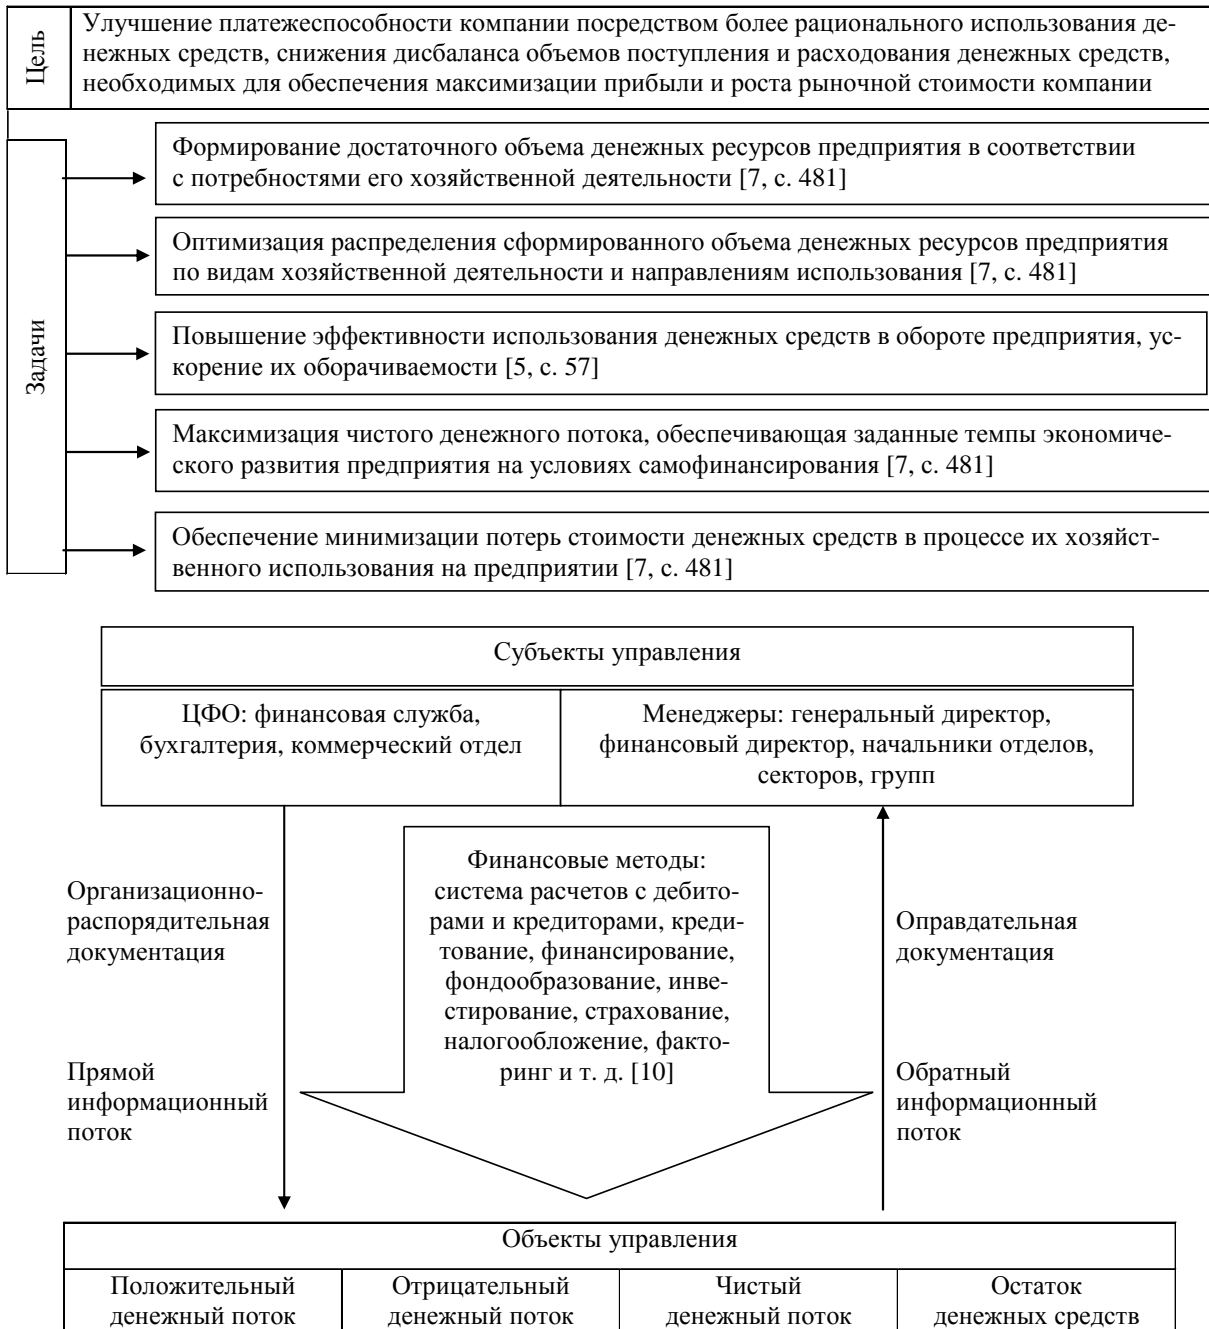 Цель
Улучшение платежеспособности компании посредством более рационального использования де-
нежных средств, снижения дисбаланса объемов поступления и расходования денежных средств,
необходимых для обеспечения максимизации прибыли и роста рыночной стоимости компании
Задачи
Формирование достаточного объема денежных ресурсов предприятия в соответствии
с потребностями его хозяйственной деятельности [7, с. 481]
Оптимизация распределения сформированного объема денежных ресурсов предприятия
по видам хозяйственной деятельности и направлениям использования [7, с. 481]
Повышение эффективности использования денежных средств в обороте предприятия, ус-
корение их оборачиваемости [5, с. 57]
Максимизация чистого денежного потока, обеспечивающая заданные темпы экономиче-
ского развития предприятия на условиях самофинансирования [7, с. 481]
Обеспечение минимизации потерь стоимости денежных средств в процессе их хозяйст-
венного использования на предприятии [7, с. 481]
Субъекты управления
ЦФО: финансовая служба,
бухгалтерия, коммерческий отдел
Менеджеры: генеральный директор,
финансовый директор, начальники отделов,
секторов, групп
Организационно-
распорядительная
документация
Прямой
информационный
поток
Финансовые методы:
система расчетов с дебито-
рами и кредиторами, креди-
тование, финансирование,
фондообразование, инве-
стирование, страхование,
налогообложение, факто-
ринг и т. д. [10]
Оправдательная
документация
Обратный
информационный
поток
Объекты управления
Положительный
денежный поток
Отрицательный
денежный поток
Чистый
денежный поток
Остаток
денежных средств